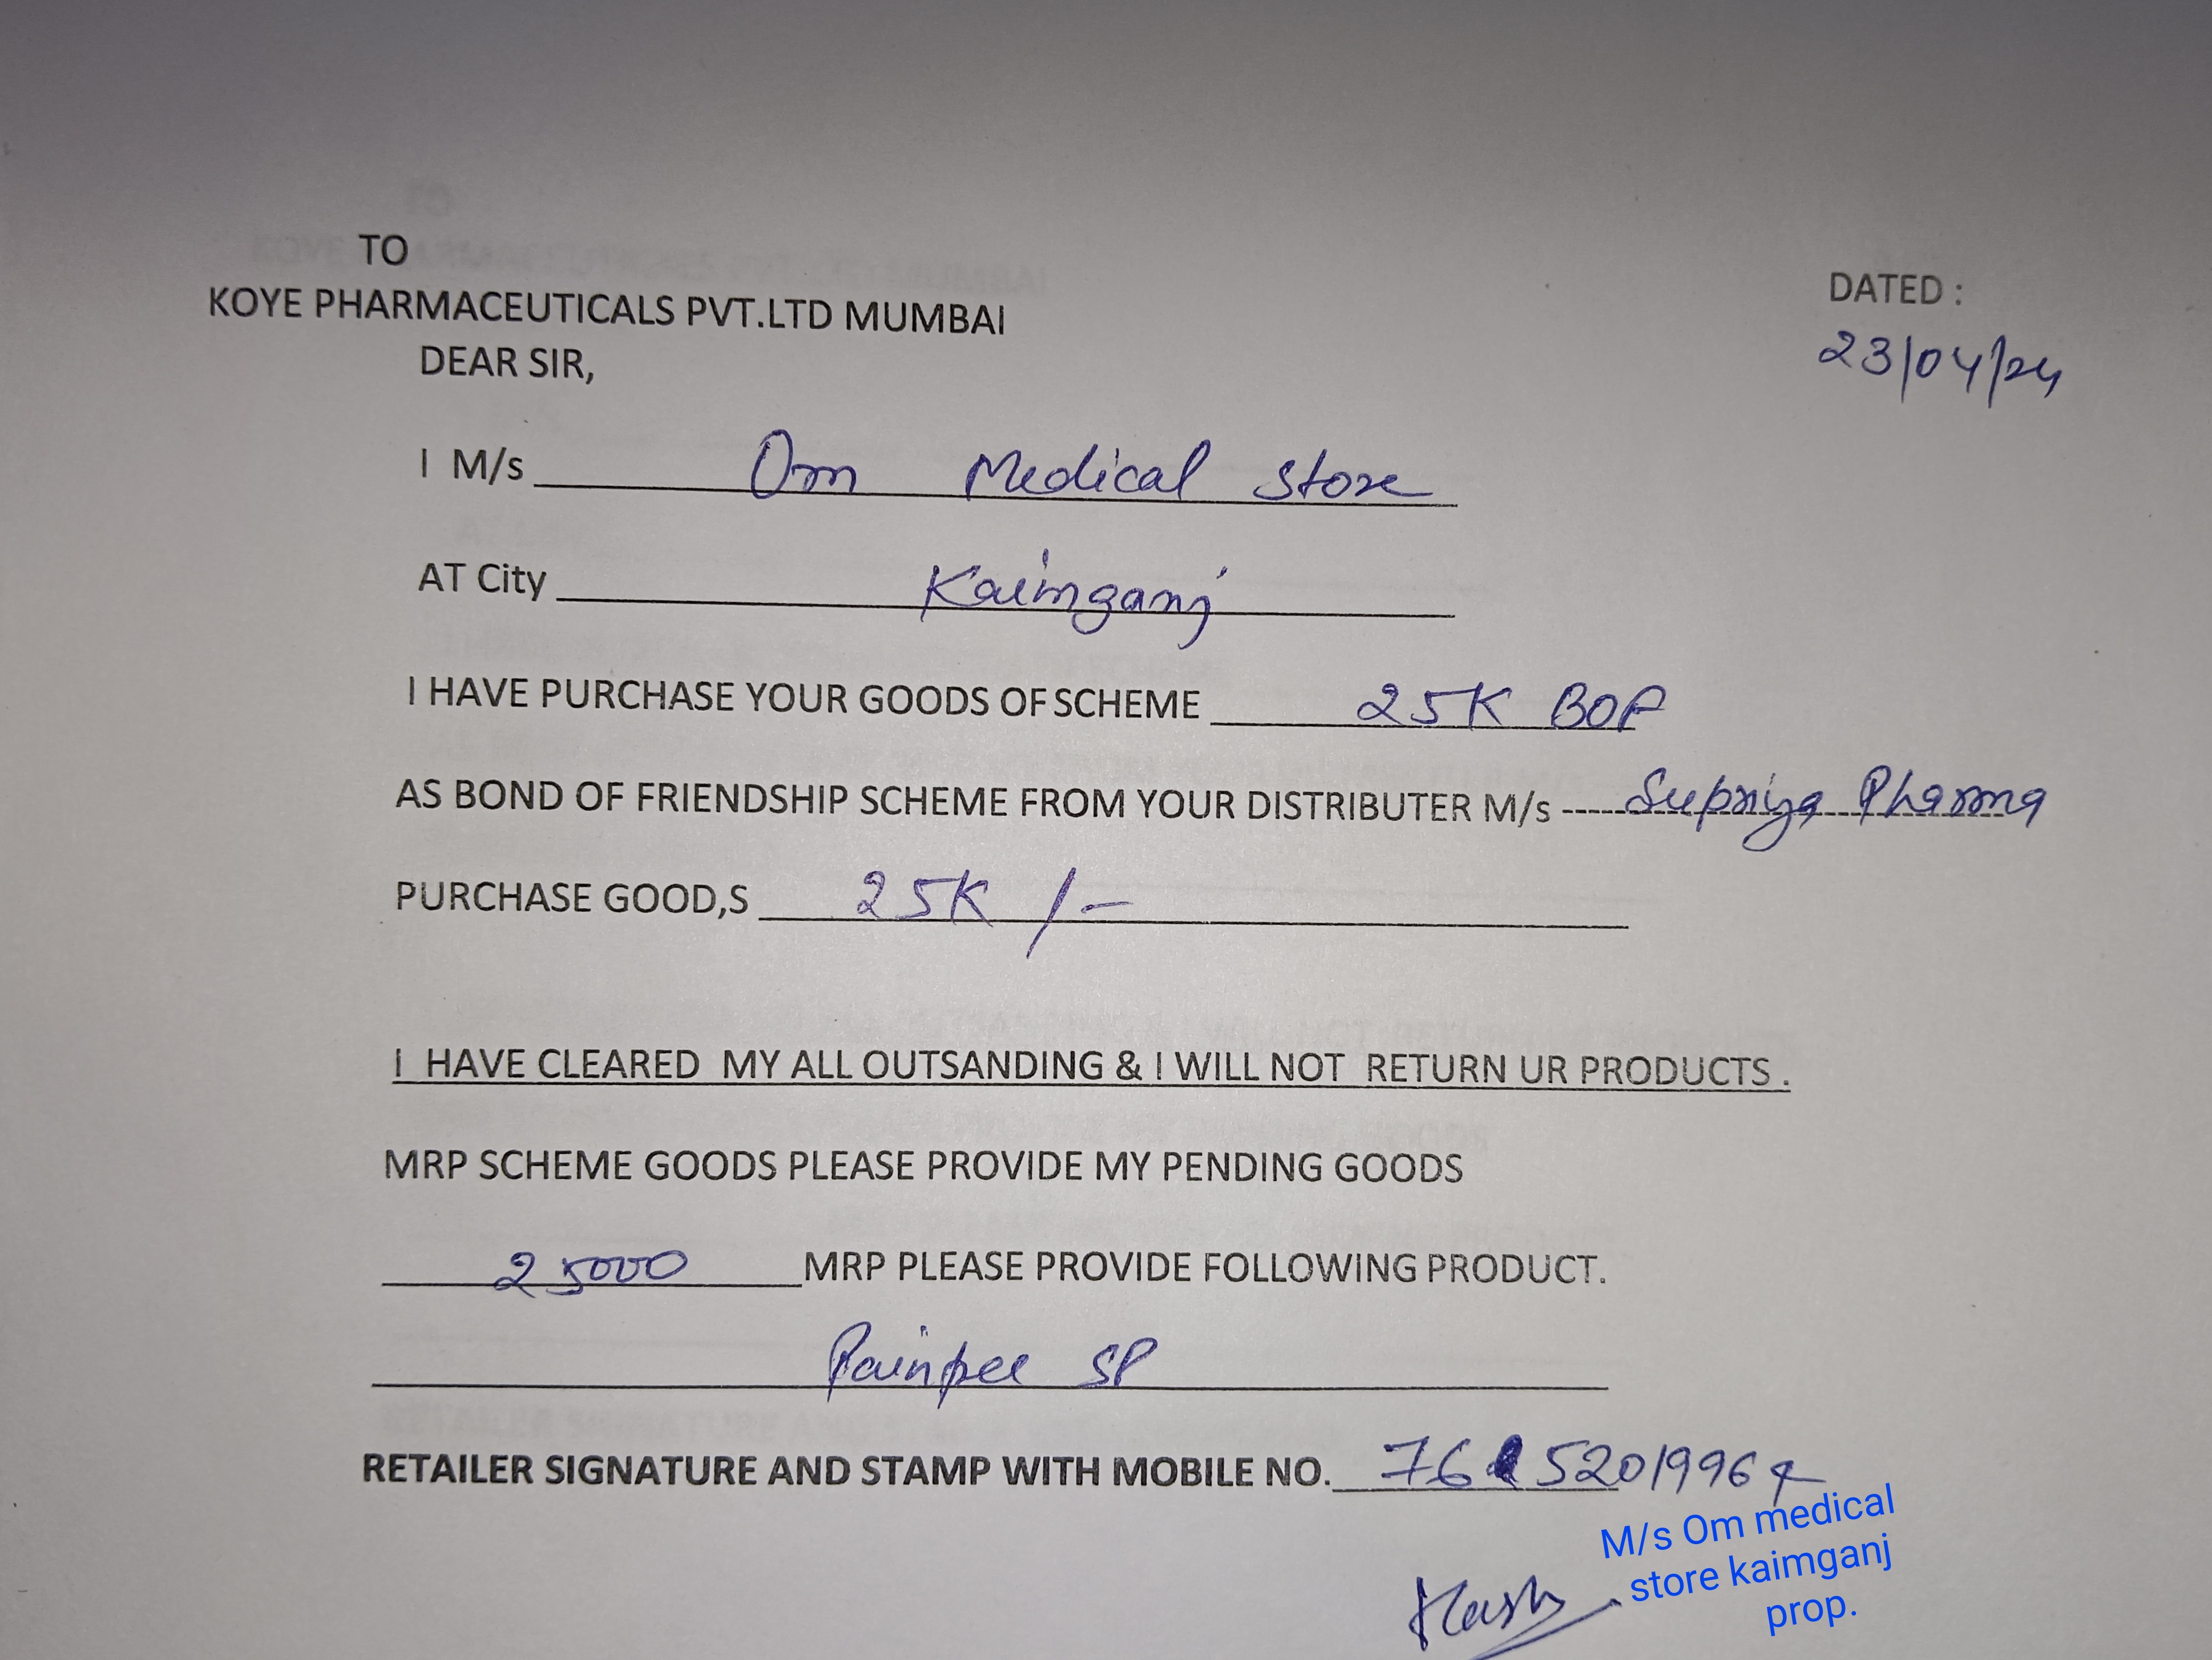 TO
KOYE PHARMACEUTICALS PVT.LTD MUMBAI
DATED :
23/04/24
DEAR SIR,
I M/s Om Medical Store
AT City Kaimganj
I HAVE PURCHASE YOUR GOODS OF SCHEME 25K BOF
AS BOND OF FRIENDSHIP SCHEME FROM YOUR DISTRIBUTER M/s Supriya Pharma
PURCHASE GOOD,S 25K /-
I HAVE CLEARED MY ALL OUTSANDING & I WILL NOT RETURN UR PRODUCTS .
MRP SCHEME GOODS PLEASE PROVIDE MY PENDING GOODS
25000 MRP PLEASE PROVIDE FOLLOWING PRODUCT.
SP
RETAILER SIGNATURE AND STAMP WITH MOBILE NO.
M/s Om medical
store kaimganj
prop.